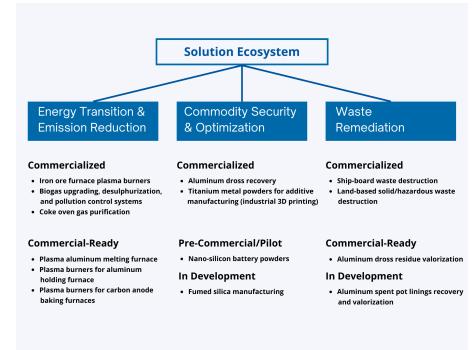 Solution Ecosystem
Energy Transition &
Emission Reduction
Commercialized
• Iron ore furnace plasma burners
• Biogas upgrading, desulphurization,
and pollution control systems
• Coke oven gas purification
Commercial-Ready
• Plasma aluminum melting furnace
• Plasma burners for aluminum
holding furnace
• Plasma burners for carbon anode
baking furnaces
Commodity Security
& Optimization
Commercialized
• Aluminum dross recovery
• Titanium metal powders for additive
manufacturing (industrial 3D printing)
Pre-Commercial/Pilot
• Nano-silicon battery powders
In Development
• Fumed silica manufacturing
Waste
Remediation
Commercialized
• Ship-board waste destruction
• Land-based solid/hazardous waste
destruction
Commercial-Ready
• Aluminum dross residue valorization
In Development
• Aluminum spent pot linings recovery
and valorization